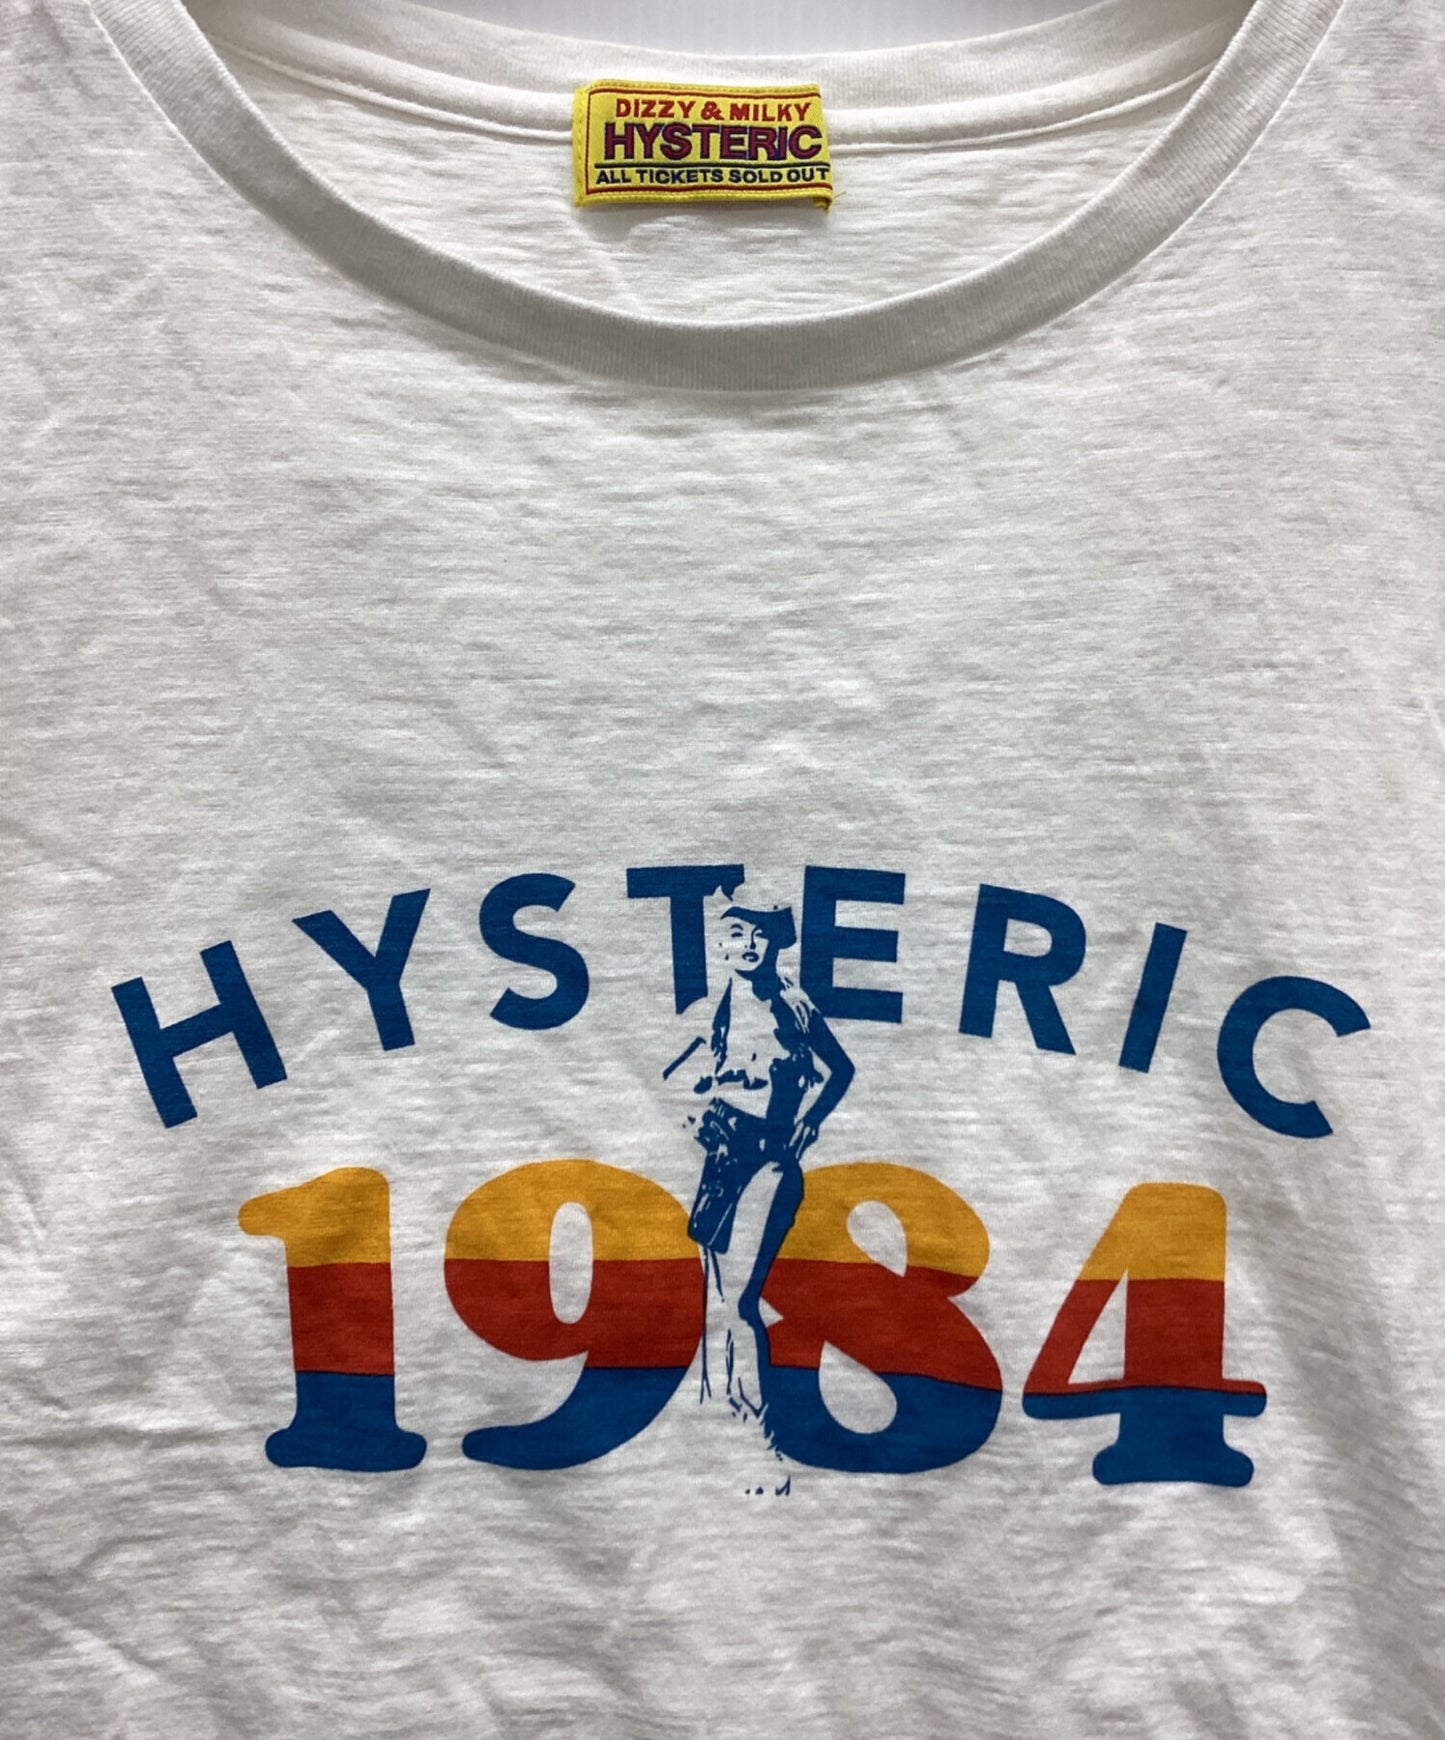 DIZZY & MILKY
HYSTERIC
ALL TICKETS SOLD OUT
HYSTERIC
1984